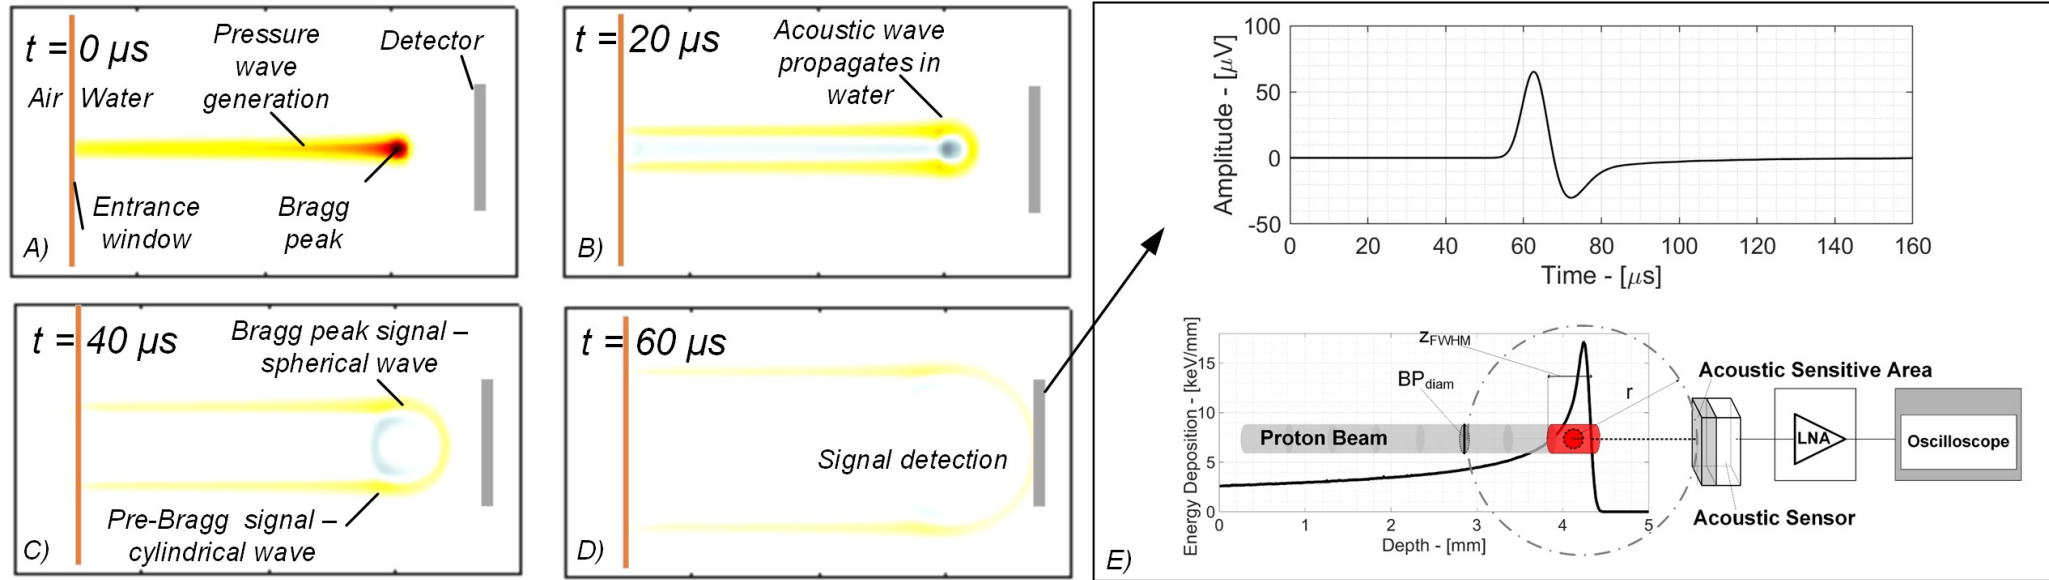 t = 0 μs
Pressure
wave
generation
Detector
Air
Water
Entrance
window
Bragg
peak
A)
t = 20 μs
Acoustic wave
propagates in
water
B)
t = 40 μs
Bragg peak signal –
spherical wave
Pre-Bragg signal –
cylindrical wave
C)
t = 60 μs
Signal detection
D)
Amplitude - [μV]
100
50
0
-50
0 20 40 60 80 100 120 140 160
Time - [μs]
Energy Deposition - [keV/mm]
15
10
5
0
0 1 2 3 4 5
Depth - [mm]
zFWHM
BPdiam
r
Proton Beam
Acoustic Sensitive Area
LNA
Oscilloscope
Acoustic Sensor
E)